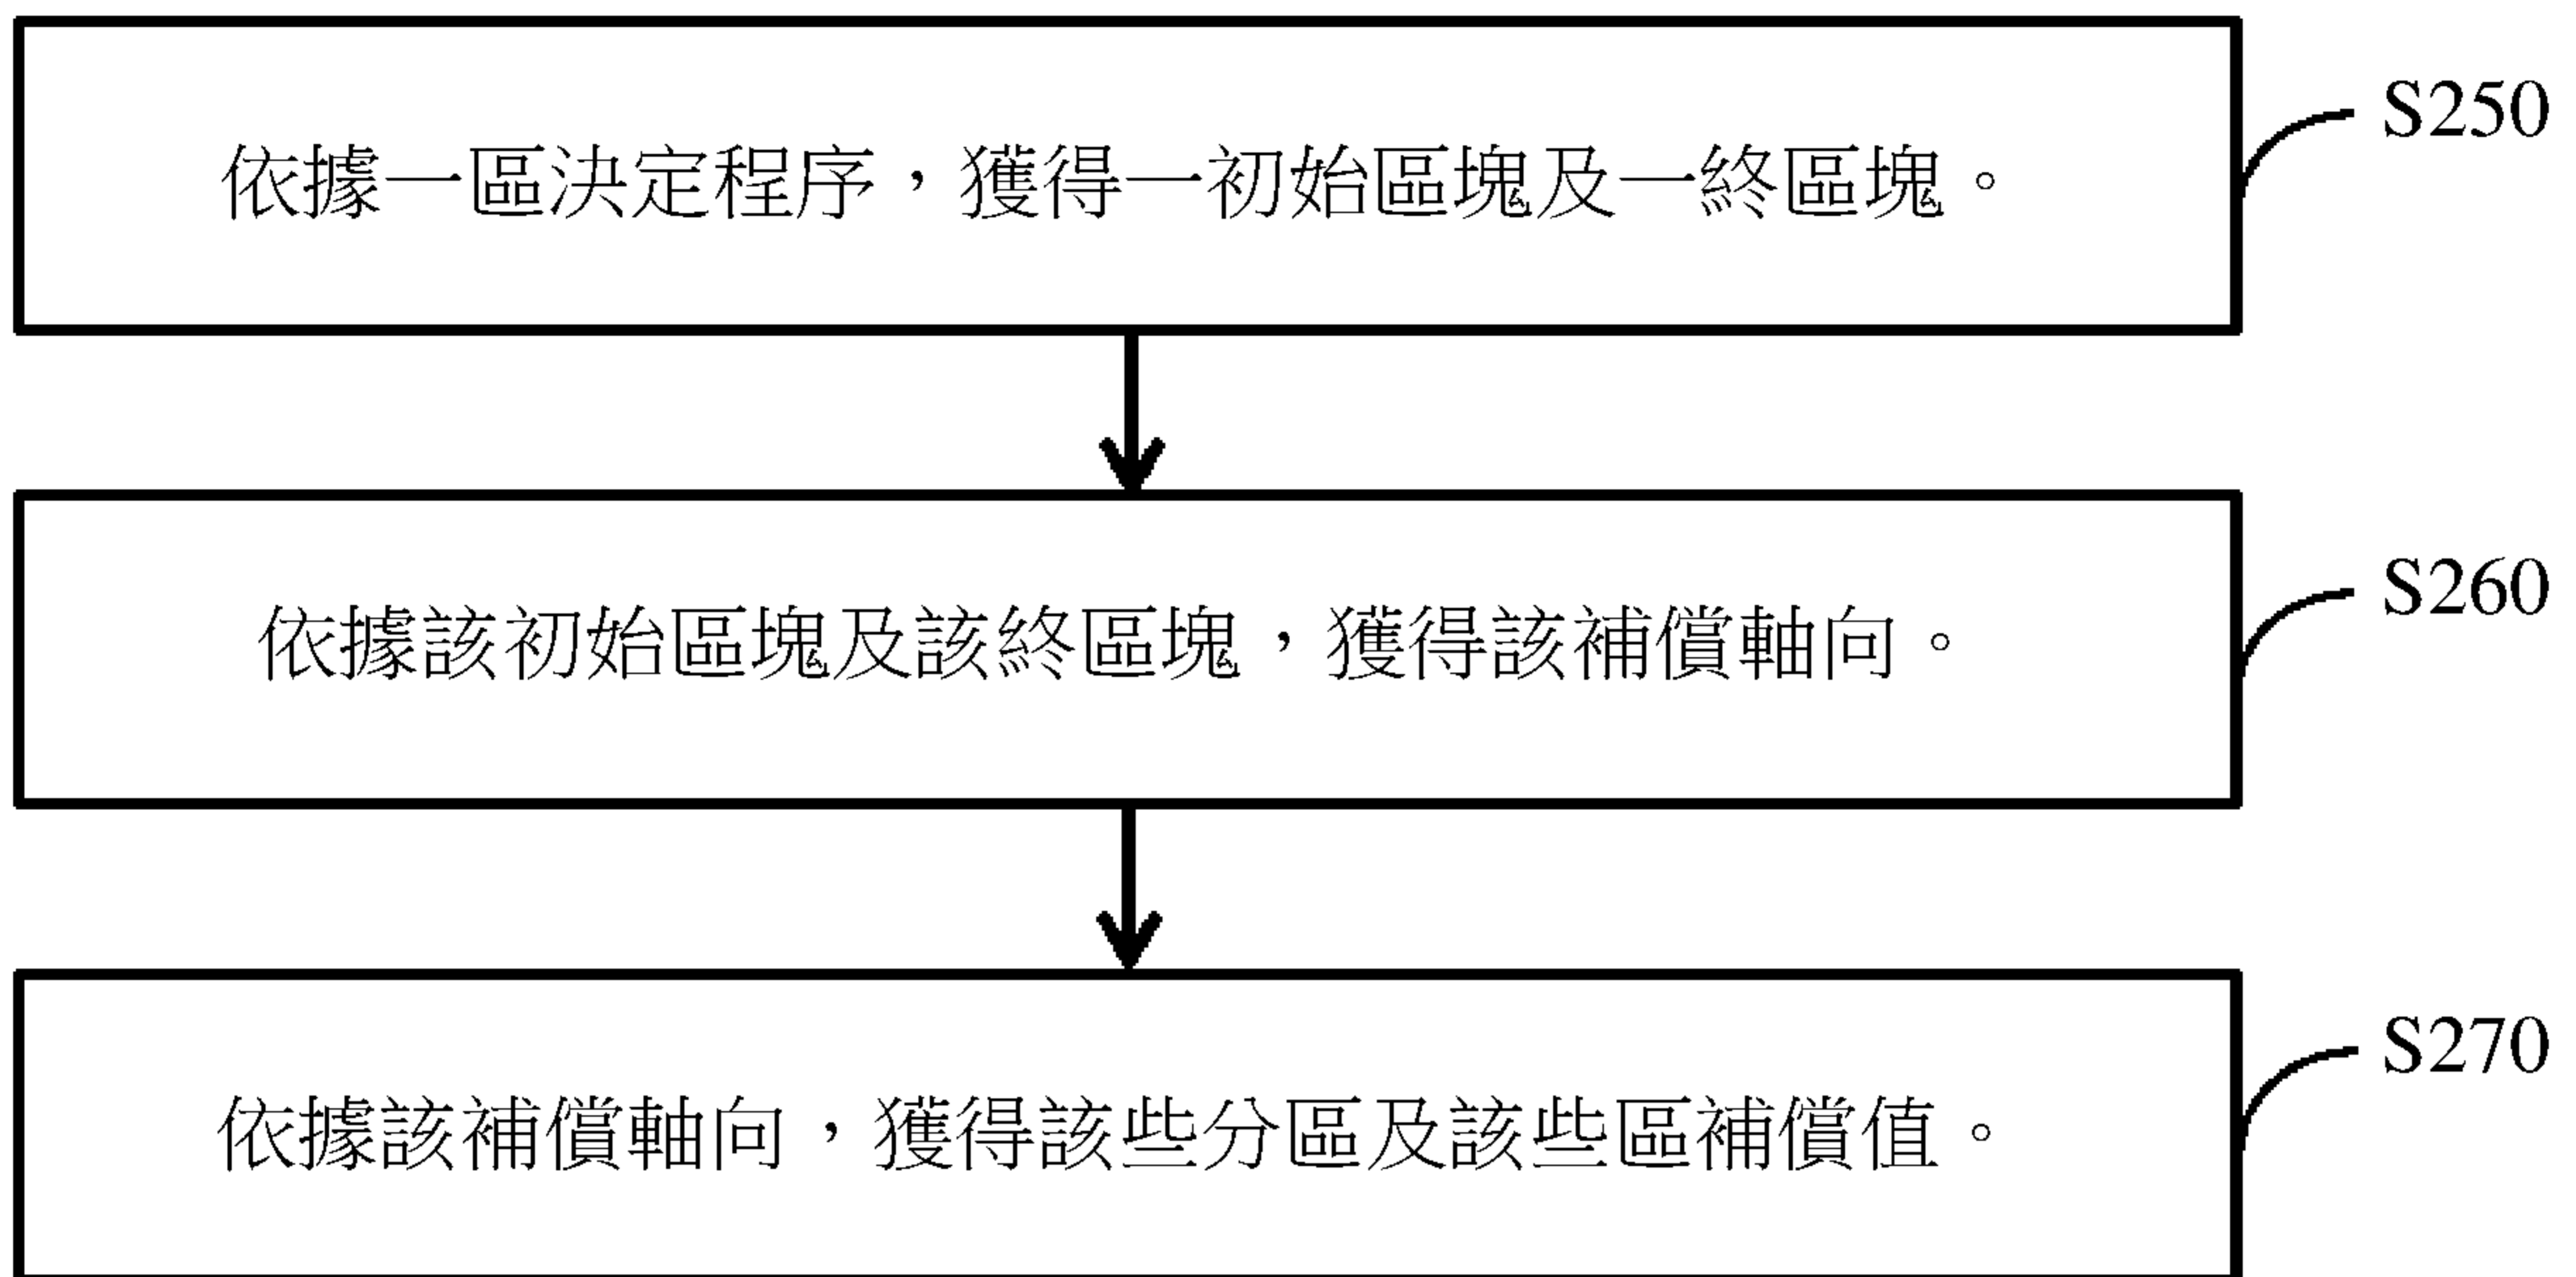 依據一區決定程序，獲得一初始區塊及一終區塊。
S250
依據該初始區塊及該終區塊，獲得該補償軸向。
S260
依據該補償軸向，獲得該些分區及該些區補償值。
S270